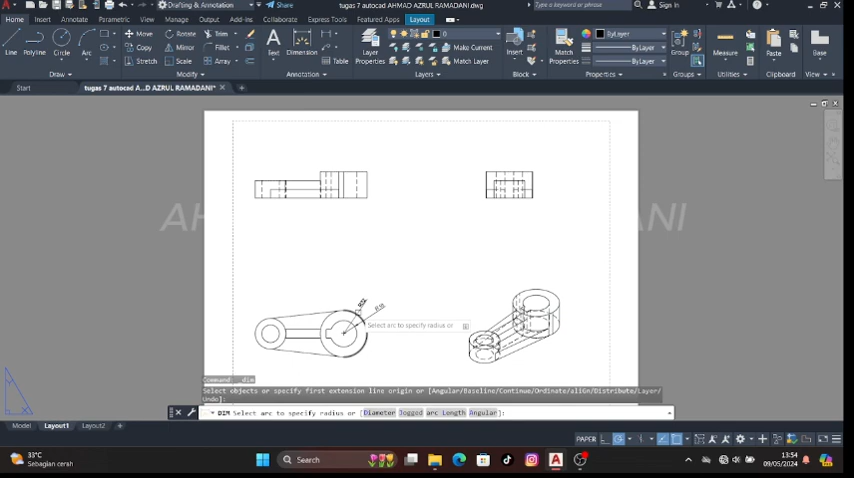 Drafting & Annotation
Share
tugas 7 autocad AHMAD AZRUL RAMADANI.dwg
Type a keyword or phrase
Sign In
Home Insert Annotate Parametric View Manage Output Add-ins Collaborate Express Tools Featured Apps Layout
Line Polyline Circle Arc
Move Rotate Trim
Copy Mirror Fillet
Stretch Scale Array
Text Dimension
Table
Layer Properties
0
Make Current
Match Layer
Insert
Match Properties
ByLayer
ByLayer
ByLayer
Group
Measure
Paste
Base
Draw Modify Annotation Layers Block Properties Groups Utilities Clipboard View
Start
tugas 7 autocad A...D AZRUL RAMADANI*
Select arc to specify radius or
Command: _dim
Select objects or specify first extension line origin or [Angular/Baseline/Continue/Ordinate/aliGn/Distribute/Layer/
Undo]:
DIM Select arc to specify radius or [Diameter Jogged arc Length Angular]:
Model Layout1 Layout2
PAPER
33°C
Sebagian cerah
Search
13:54
09/05/2024